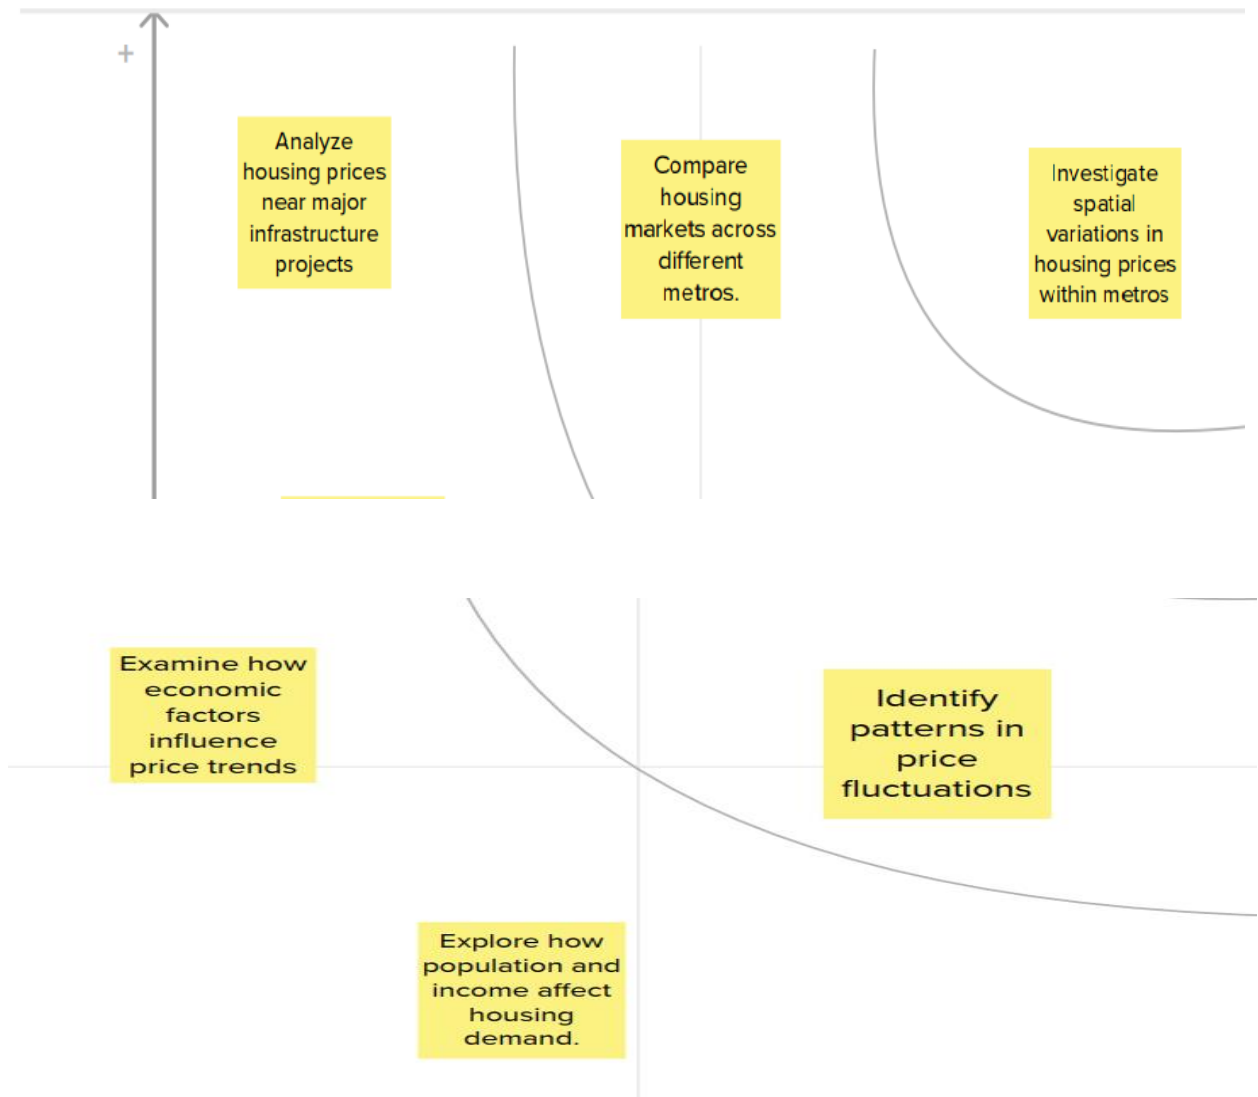 +
Analyze
housing prices
near major
infrastructure
projects
Compare
housing
markets across
different
metros.
Investigate
spatial
variations in
housing prices
within metros
Examine how
economic
factors
influence
price trends
Identify
patterns in
price
fluctuations
Explore how
population and
income affect
housing
demand.